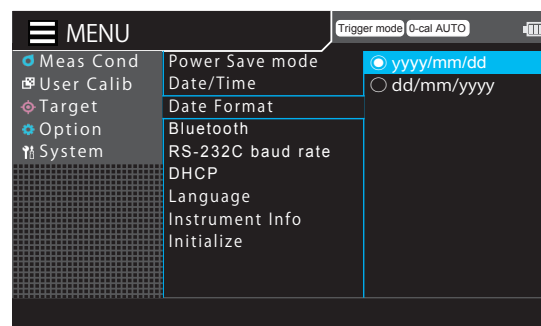 MENU
Trigger mode 0-cal AUTO
Meas Cond
User Calib
Target
Option
System
Power Save mode
Date/Time
Date Format
Bluetooth
RS-232C baud rate
DHCP
Language
Instrument Info
Initialize
yyyy/mm/dd
dd/mm/yyyy